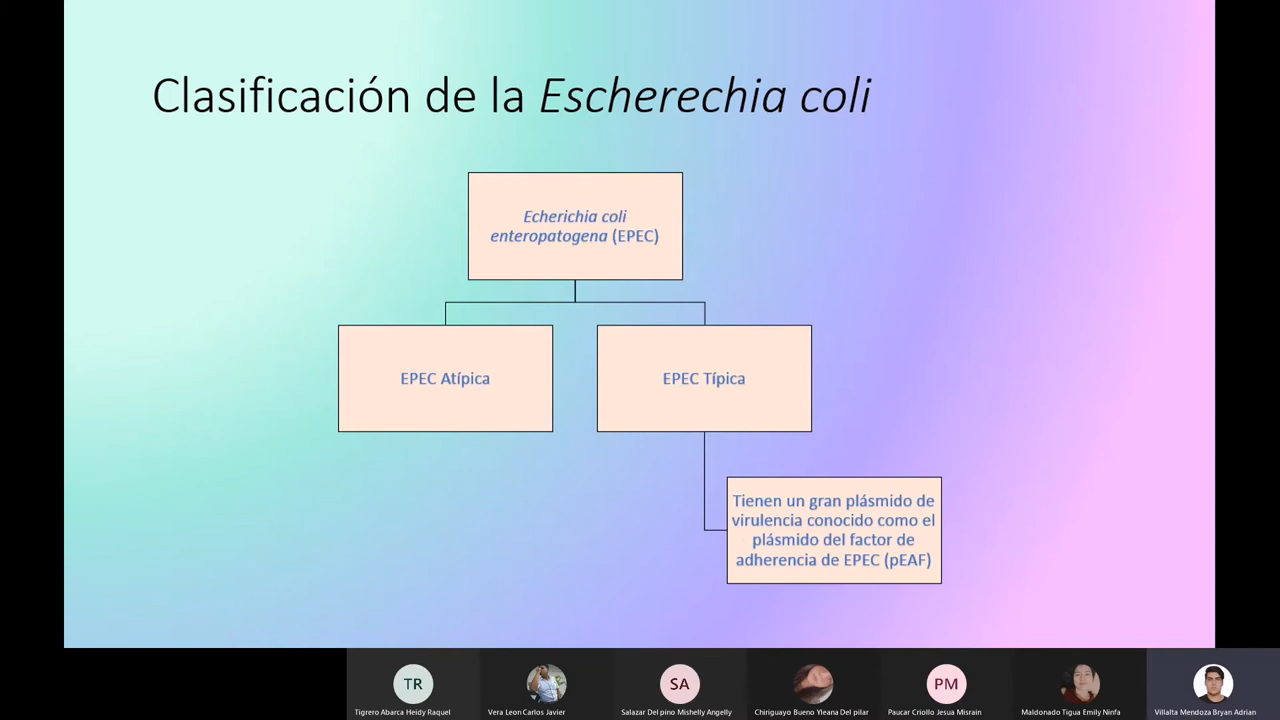 Clasificación de la Escherechia coli
Echerichia coli
enteropatogena (EPEC)
EPEC Atípica
EPEC Típica
Tienen un gran plásmido de
virulencia conocido como el
plásmido del factor de
adherencia de EPEC (pEAF)
TR
SA
PM
Tigrero Abarca Heidy Raquel
Vera Leon Carlos Javier
Salazar Del pino Mishelly Angelly
Chiriguayo Bueno Yleana Del pilar
Paucar Criollo Jesua Misrain
Maldonado Tigua Emily Ninfa
Villalta Mendoza Bryan Adrian